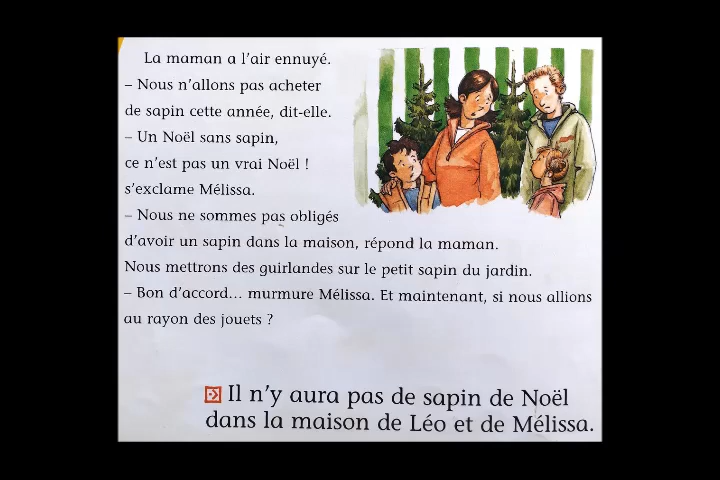 La maman a l'air ennuyé.
– Nous n'allons pas acheter
de sapin cette année, dit-elle.
– Un Noël sans sapin,
ce n'est pas un vrai Noël !
s'exclame Mélissa.
– Nous ne sommes pas obligés
d'avoir un sapin dans la maison, répond la maman.
Nous mettrons des guirlandes sur le petit sapin du jardin.
– Bon d'accord... murmure Mélissa. Et maintenant, si nous allions
au rayon des jouets ?
Il n'y aura pas de sapin de Noël
dans la maison de Léo et de Mélissa.